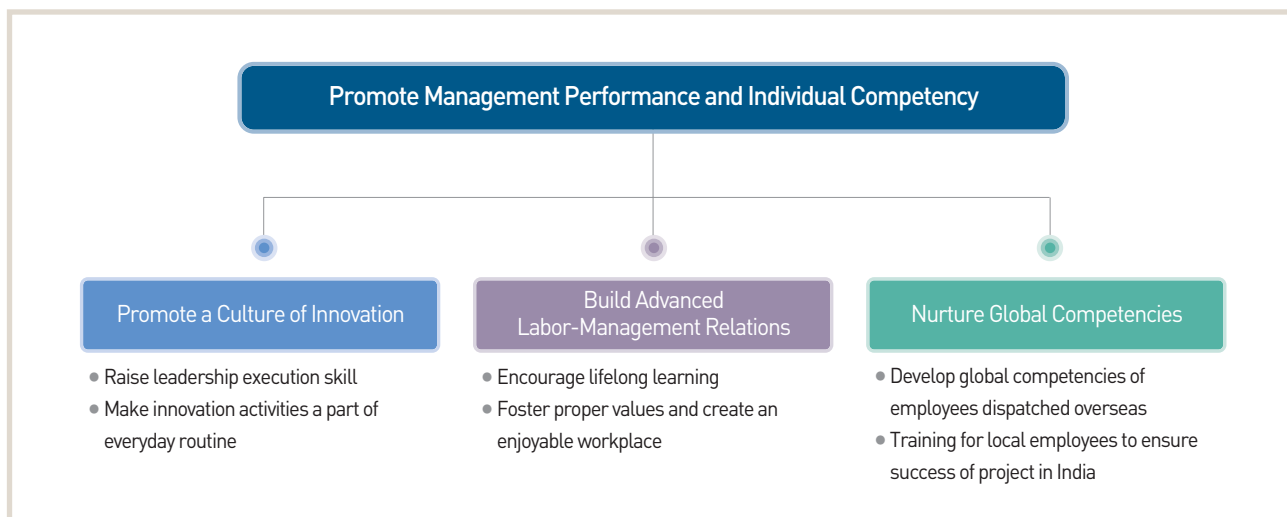 Promote Management Performance and Individual Competency
Promote a Culture of Innovation
• Raise leadership execution skill
• Make innovation activities a part of
everyday routine
Build Advanced
Labor-Management Relations
• Encourage lifelong learning
• Foster proper values and create an
enjoyable workplace
Nurture Global Competencies
• Develop global competencies of
employees dispatched overseas
• Training for local employees to ensure
success of project in India